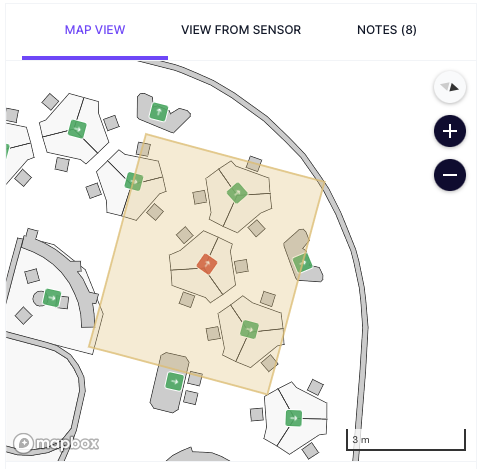 MAP VIEW
VIEW FROM SENSOR
NOTES (8)
3 m
mapbox